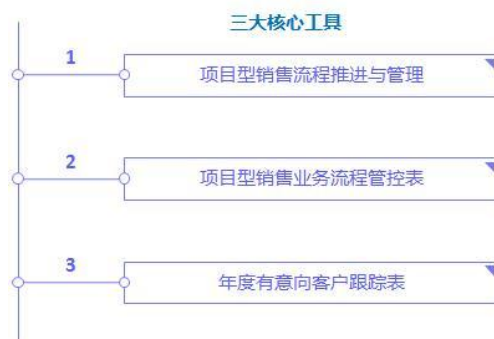 三大核心工具
1
项目型销售流程推进与管理
2
项目型销售业务流程管控表
3
年度有意向客户跟踪表